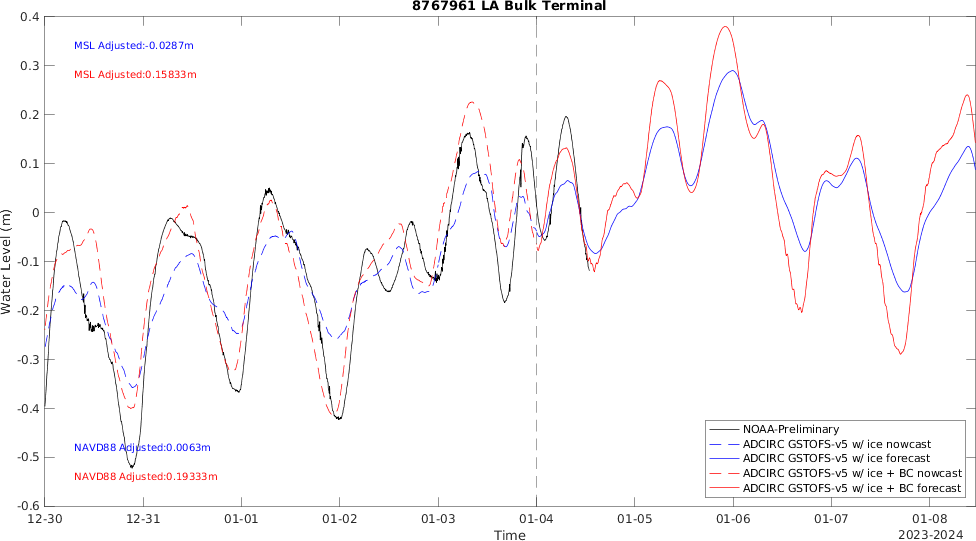 8767961 LA Bulk Terminal
MSL Adjusted:-0.0287m
MSL Adjusted:0.15833m
0.4
0.3
0.2
0.1
0
-0.1
-0.2
-0.3
-0.4
-0.5
-0.6
Water Level (m)
NAVD88 Adjusted:0.0063m
NAVD88 Adjusted:0.19333m
NOAA-Preliminary
ADCIRC GSTOFS-v5 w/ ice nowcast
ADCIRC GSTOFS-v5 w/ ice forecast
ADCIRC GSTOFS-v5 w/ ice + BC nowcast
ADCIRC GSTOFS-v5 w/ ice + BC forecast
12-30 12-31 01-01 01-02 01-03 01-04 01-05 01-06 01-07 01-08
Time
2023-2024